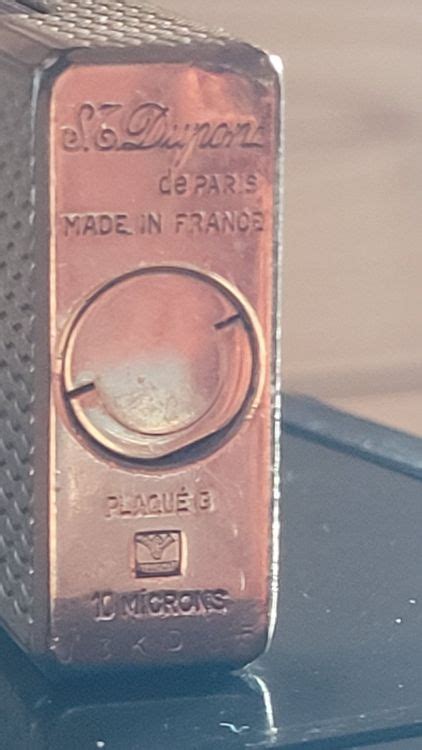 S.T. Dupont
de PARIS
MADE IN FRANCE
PLAQUÉ G
10 MICRONS